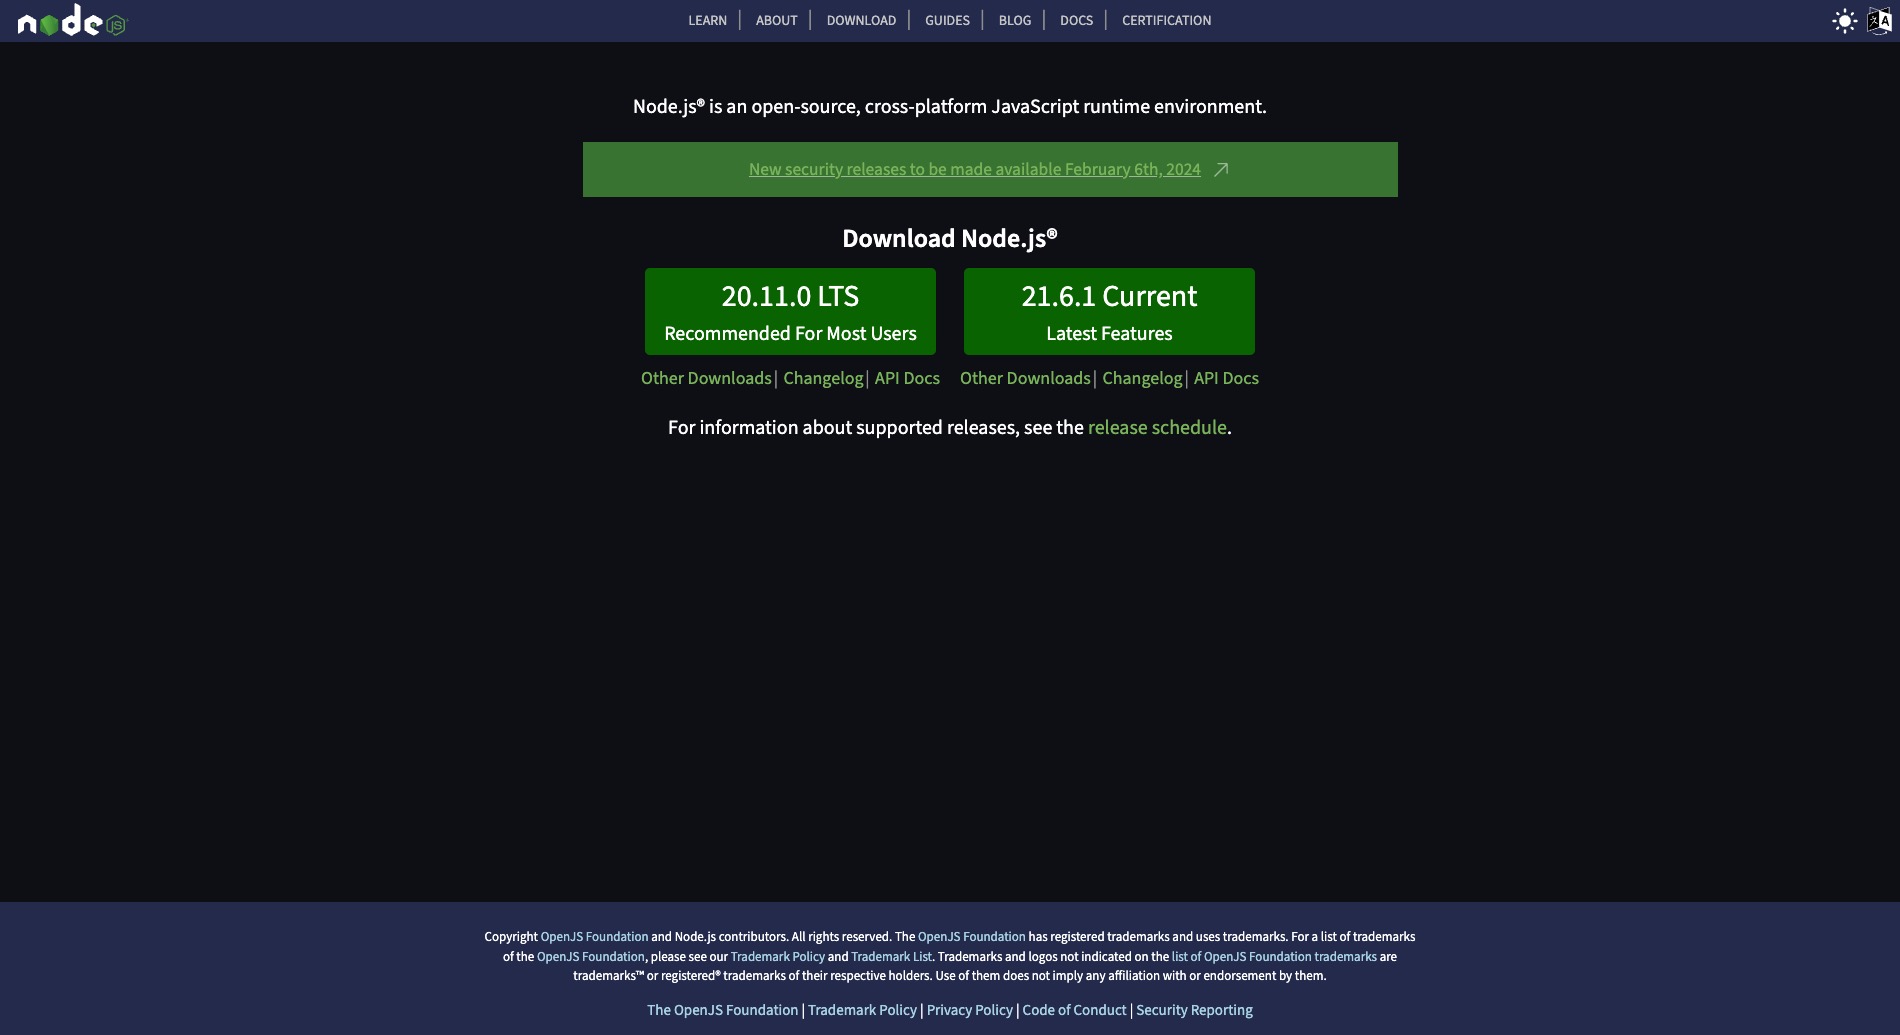 node JS
LEARN | ABOUT | DOWNLOAD | GUIDES | BLOG | DOCS | CERTIFICATION
Node.js® is an open-source, cross-platform JavaScript runtime environment.
New security releases to be made available February 6th, 2024
Download Node.js®
20.11.0 LTS
Recommended For Most Users
21.6.1 Current
Latest Features
Other Downloads | Changelog | API Docs
Other Downloads | Changelog | API Docs
For information about supported releases, see the release schedule.
Copyright OpenJS Foundation and Node.js contributors. All rights reserved. The OpenJS Foundation has registered trademarks and uses trademarks. For a list of trademarks
of the OpenJS Foundation, please see our Trademark Policy and Trademark List. Trademarks and logos not indicated on the list of OpenJS Foundation trademarks are
trademarks™ or registered® trademarks of their respective holders. Use of them does not imply any affiliation with or endorsement by them.
The OpenJS Foundation | Trademark Policy | Privacy Policy | Code of Conduct | Security Reporting